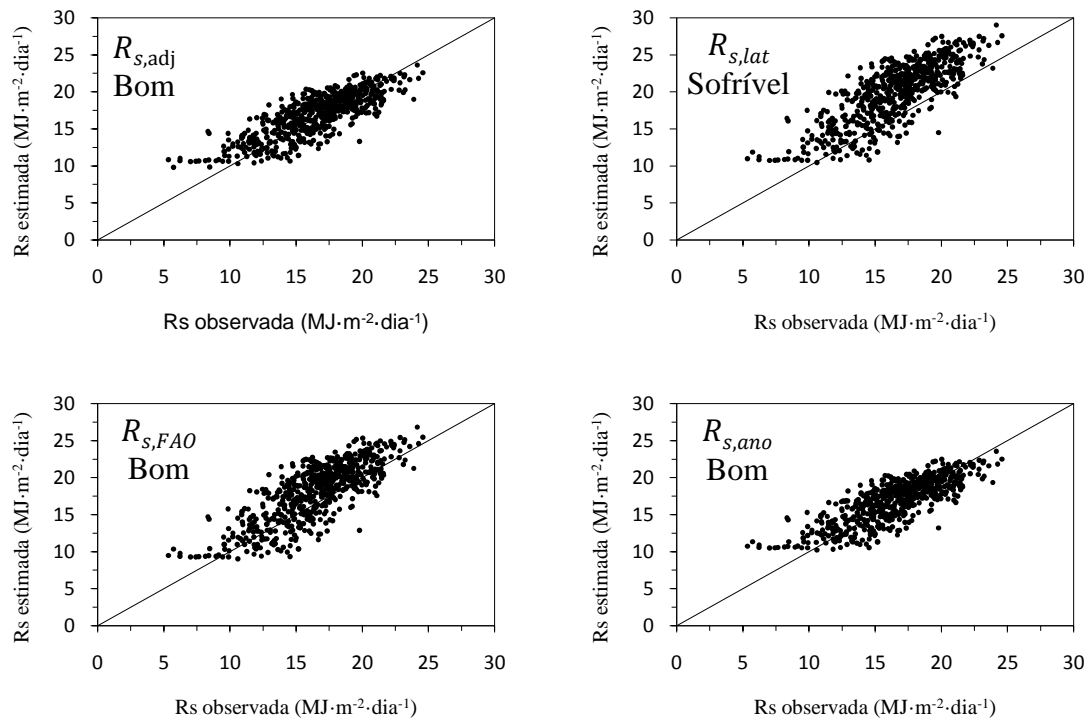 R_{s,adj}
Bom
Rs estimada (MJ·m⁻²·dia⁻¹)
30
25
20
15
10
5
0
0 5 10 15 20 25 30
Rs observada (MJ·m⁻²·dia⁻¹)
R_{s,lat}
Sofrível
Rs estimada (MJ·m⁻²·dia⁻¹)
30
25
20
15
10
5
0
0 5 10 15 20 25 30
Rs observada (MJ·m⁻²·dia⁻¹)
R_{s,FAO}
Bom
Rs estimada (MJ·m⁻²·dia⁻¹)
30
25
20
15
10
5
0
0 5 10 15 20 25 30
Rs observada (MJ·m⁻²·dia⁻¹)
R_{s,ano}
Bom
Rs estimada (MJ·m⁻²·dia⁻¹)
30
25
20
15
10
5
0
0 5 10 15 20 25 30
Rs observada (MJ·m⁻²·dia⁻¹)